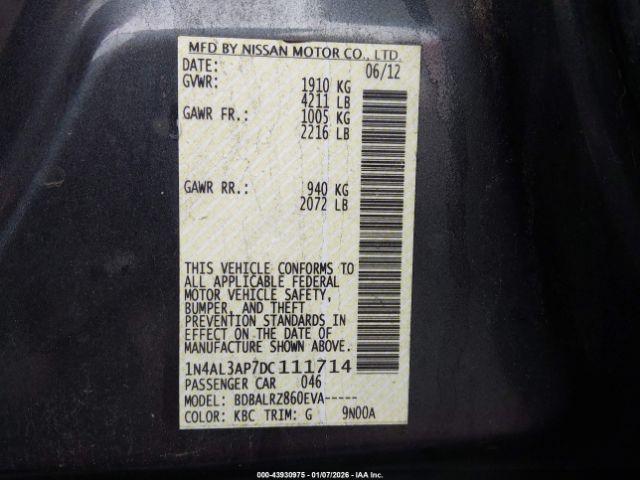 MFD BY NISSAN MOTOR CO., LTD.
DATE: 06/12
GVWR: 1910 KG
4211 LB
GAWR FR.: 1005 KG
2216 LB
GAWR RR.: 940 KG
2072 LB
THIS VEHICLE CONFORMS TO
ALL APPLICABLE FEDERAL
MOTOR VEHICLE SAFETY,
BUMPER, AND THEFT
PREVENTION STANDARDS IN
EFFECT ON THE DATE OF
MANUFACTURE SHOWN ABOVE.
1N4AL3AP7DC111714
PASSENGER CAR 046
MODEL: BDBALRZ860EVA-----
COLOR: KBC TRIM: G 9N00A
000-43930975 | 01/07/2026 - © IAA Inc.